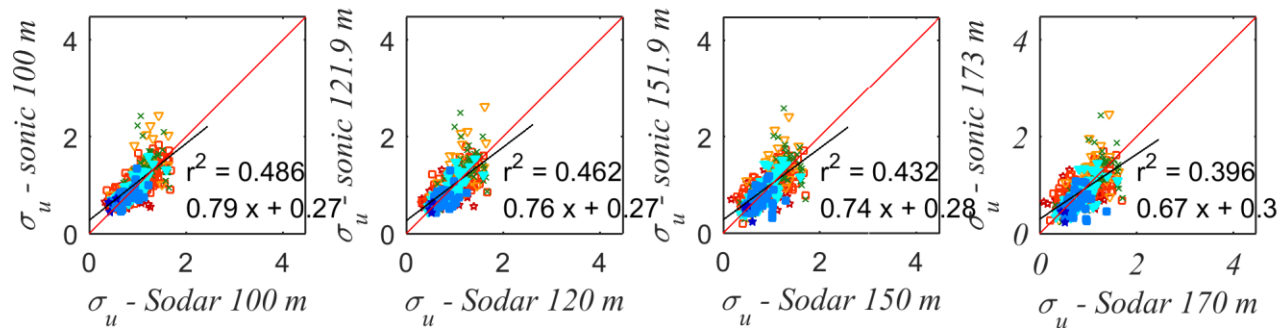 σu - sonic 100 m
4
2
0
r² = 0.486
0.79 x + 0.27
0
2
4
σu - Sodar 100 m
σu- sonic 121.9 m
4
2
0
r² = 0.462
0.76 x + 0.27
0
2
4
σu - Sodar 120 m
σu- sonic 151.9 m
4
2
0
r² = 0.432
0.74 x + 0.28
0
2
4
σu - Sodar 150 m
σu - sonic 173 m
4
2
0
r² = 0.396
0.67 x + 0.3
0
2
4
σu - Sodar 170 m